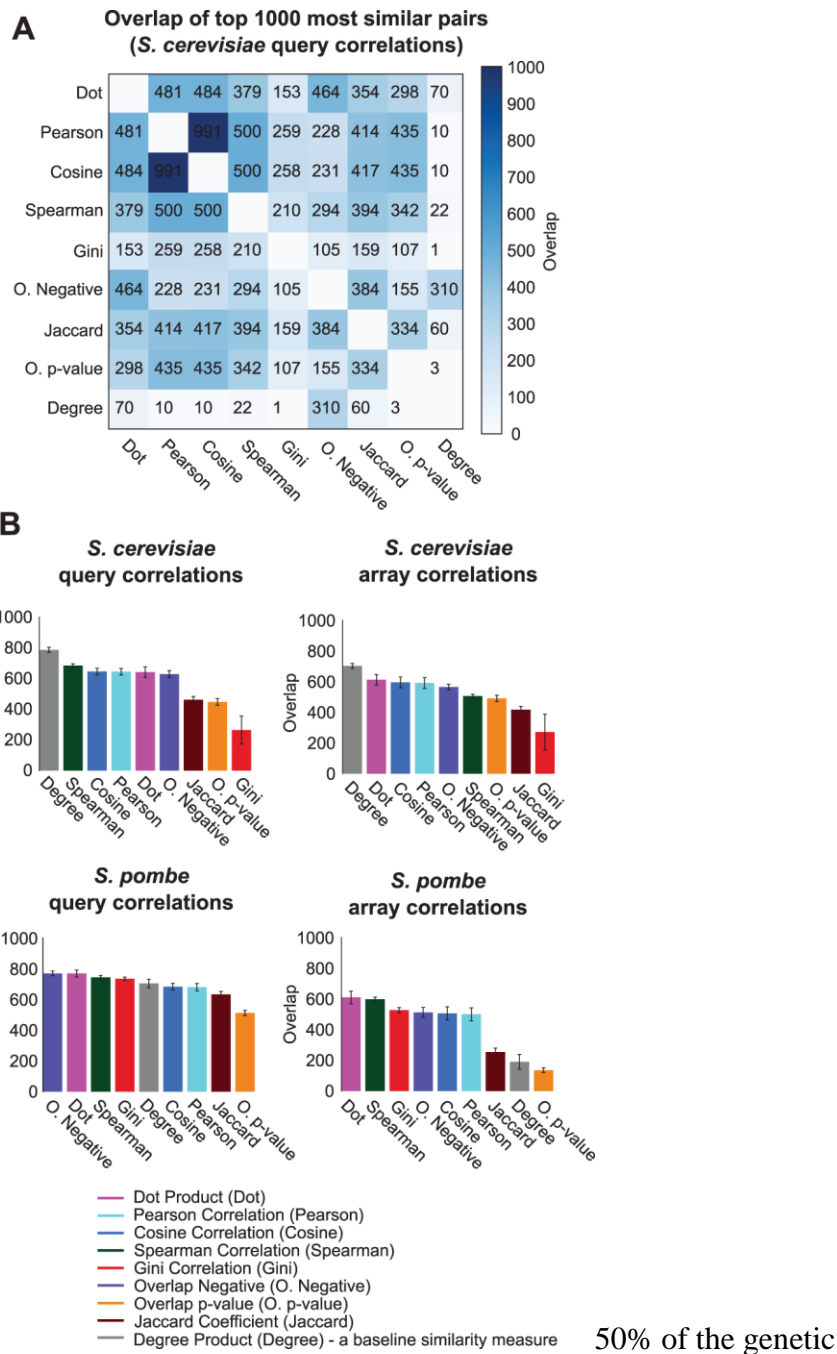 A
Overlap of top 1000 most similar pairs
(S. cerevisiae query correlations)
Dot 481 484 379 153 464 354 298 70
Pearson 481 991 500 259 228 414 435 10
Cosine 484 991 500 258 231 417 435 10
Spearman 379 500 500 210 294 394 342 22
Gini 153 259 258 210 105 159 107 1
O. Negative 464 228 231 294 105 384 155 310
Jaccard 354 414 417 394 159 384 334 60
O. p-value 298 435 435 342 107 155 334 3
Degree 70 10 10 22 1 310 60 3
Dot Pearson Cosine Spearman Gini O. Negative Jaccard O. p-value Degree
1000
900
800
700
600
500
400
300
200
100
0
Overlap
B
S. cerevisiae
query correlations
1000
800
600
400
200
0
Degree Spearman Cosine Pearson Dot O. Negative Jaccard O. p-value Gini
S. cerevisiae
array correlations
1000
800
600
400
200
0
Overlap
Degree Dot Cosine Pearson O. Negative Spearman O. p-value Jaccard Gini
S. pombe
query correlations
1000
800
600
400
200
0
O. Negative Dot Spearman Gini Degree Cosine Pearson Jaccard O. p-value
S. pombe
array correlations
1000
800
600
400
200
0
Overlap
Dot Spearman Gini O. Negative Cosine Pearson Jaccard Degree O. p-value
Dot Product (Dot)
Pearson Correlation (Pearson)
Cosine Correlation (Cosine)
Spearman Correlation (Spearman)
Gini Correlation (Gini)
Overlap Negative (O. Negative)
Overlap p-value (O. p-value)
Jaccard Coefficient (Jaccard)
Degree Product (Degree) - a baseline similarity measure
50% of the genetic